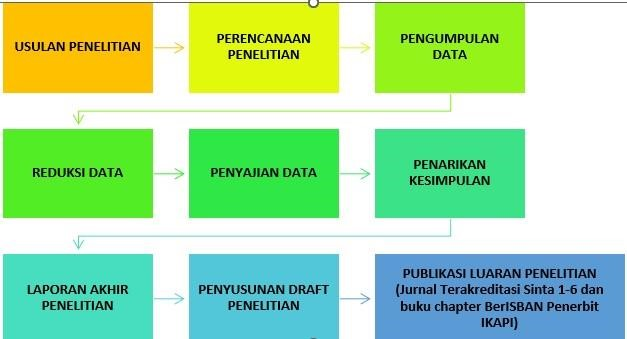 USULAN PENELITIAN
PERENCANAAN
PENELITIAN
PENGUMPULAN
DATA
REDUKSI DATA
PENYAJIAN DATA
PENARIKAN
KESIMPULAN
LAPORAN AKHIR
PENELITIAN
PENYUSUNAN DRAFT
PENELITIAN
PUBLIKASI LUARAN PENELITIAN
(Jurnal Terakreditasi Sinta 1-6 dan
buku chapter BerISBAN Penerbit
IKAPI)